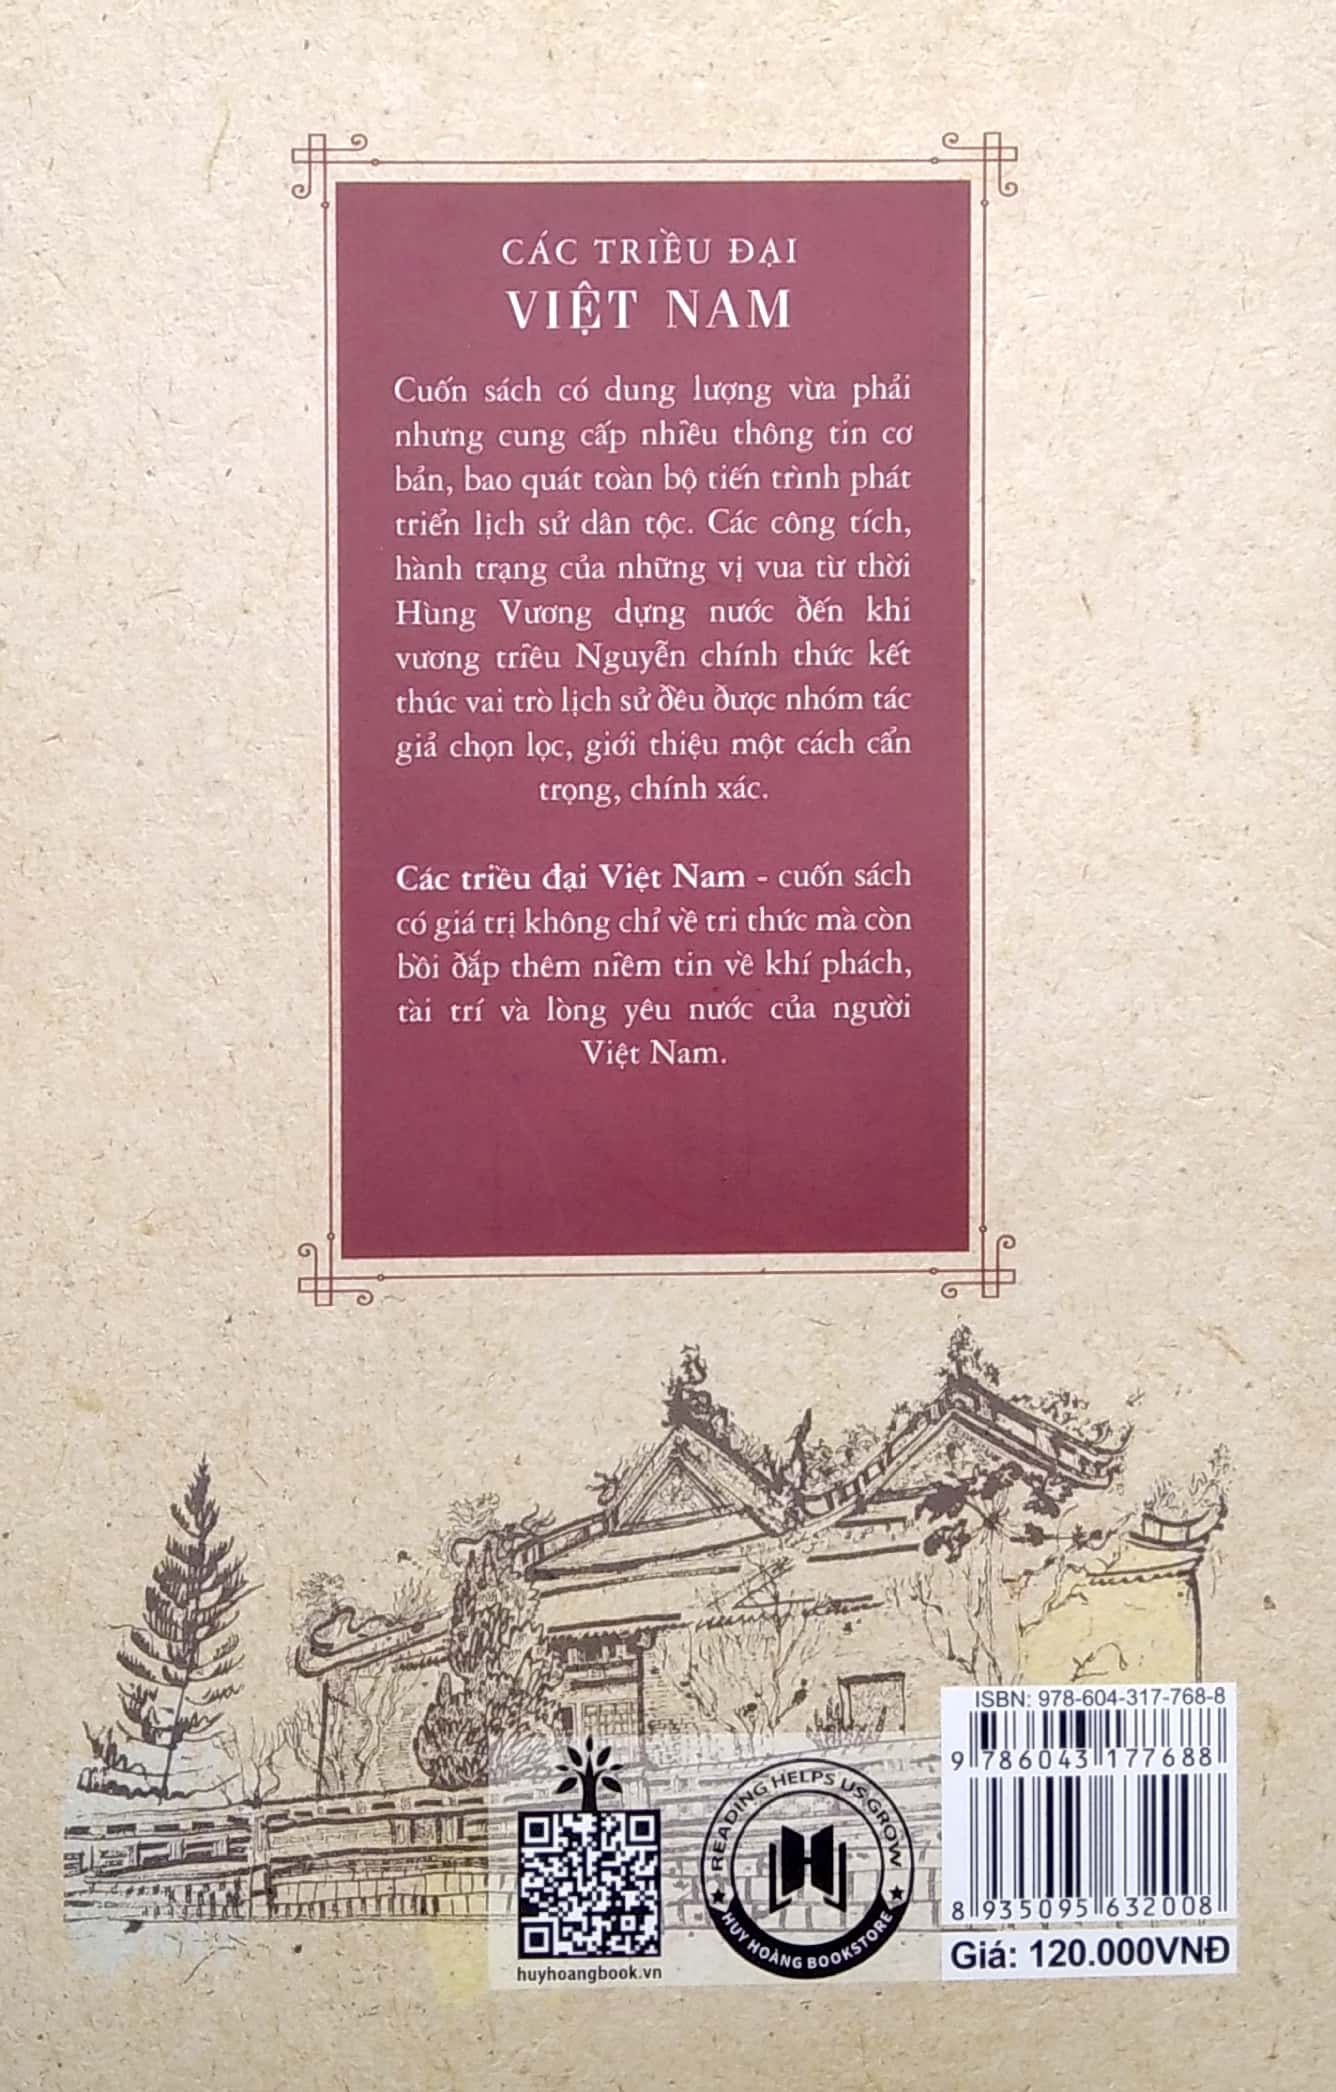 CÁC TRIỀU ĐẠI
VIỆT NAM
Cuốn sách có dung lượng vừa phải
nhưng cung cấp nhiều thông tin cơ
bản, bao quát toàn bộ tiến trình phát
triển lịch sử dân tộc. Các công tích,
hành trạng của những vị vua từ thời
Hùng Vương dựng nước đến khi
vương triều Nguyễn chính thức kết
thúc vai trò lịch sử đều được nhóm tác
giả chọn lọc, giới thiệu một cách cẩn
trọng, chính xác.
Các triều đại Việt Nam - cuốn sách
có giá trị không chỉ về tri thức mà còn
bồi đắp thêm niềm tin về khí phách,
tài trí và lòng yêu nước của người
Việt Nam.
ISBN: 978-604-317-768-8
9 786043 177688
8 935095 632008
Giá: 120.000VNĐ
READING HELPS US GROW
HUY HOÀNG BOOKSTORE
huyhoangbook.vn